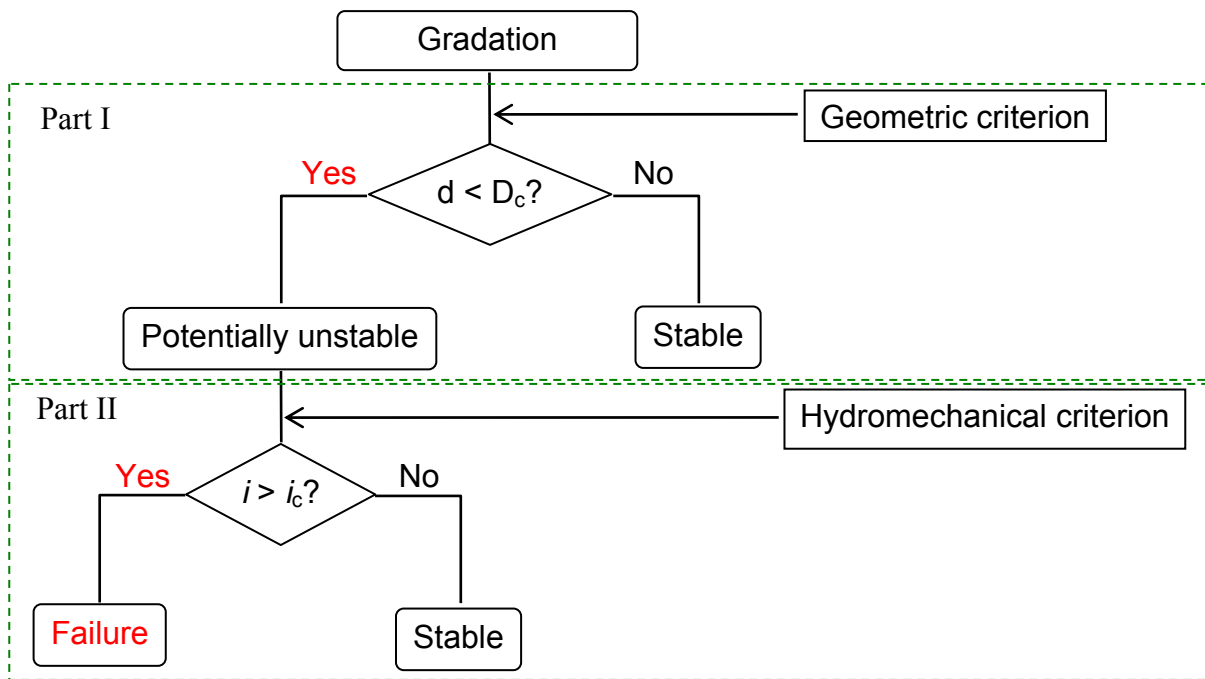 Gradation
Part I
Geometric criterion
Yes
No
d < Dc?
Potentially unstable
Stable
Part II
Hydromechanical criterion
Yes
No
i > ic?
Failure
Stable